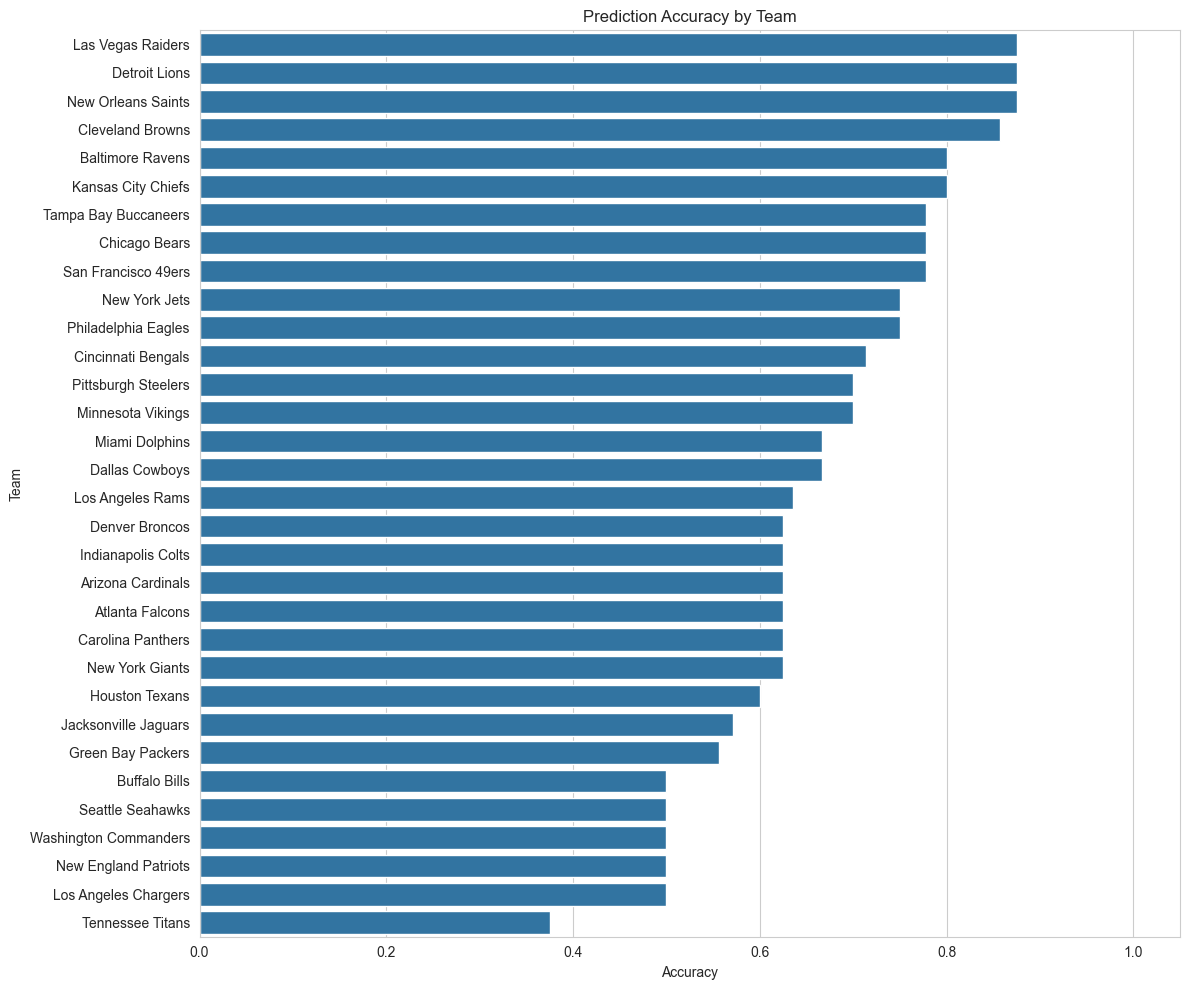 Prediction Accuracy by Team
Las Vegas Raiders
Detroit Lions
New Orleans Saints
Cleveland Browns
Baltimore Ravens
Kansas City Chiefs
Tampa Bay Buccaneers
Chicago Bears
San Francisco 49ers
New York Jets
Philadelphia Eagles
Cincinnati Bengals
Pittsburgh Steelers
Minnesota Vikings
Miami Dolphins
Dallas Cowboys
Los Angeles Rams
Denver Broncos
Indianapolis Colts
Arizona Cardinals
Atlanta Falcons
Carolina Panthers
New York Giants
Houston Texans
Jacksonville Jaguars
Green Bay Packers
Buffalo Bills
Seattle Seahawks
Washington Commanders
New England Patriots
Los Angeles Chargers
Tennessee Titans
Team
0.0 0.2 0.4 0.6 0.8 1.0
Accuracy